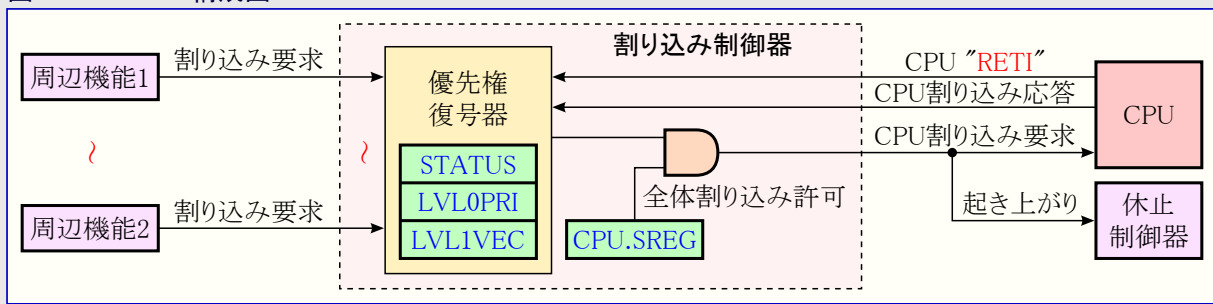 割り込み制御器
周辺機能1
割り込み要求
優先権
復号器
CPU "RETI"
CPU割り込み応答
CPU
CPU割り込み要求
STATUS
LVL0PRI
LVL1VEC
全体割り込み許可
CPU.SREG
周辺機能2
割り込み要求
起き上がり
休止
制御器